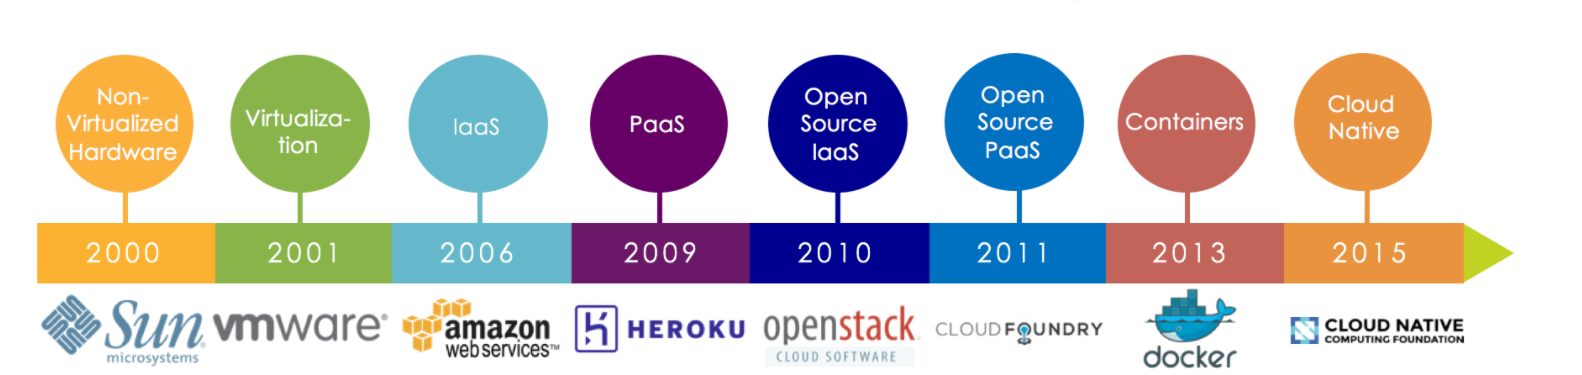 Non-
Virtualized
Hardware
Virtualiza-
tion
IaaS
PaaS
Open
Source
IaaS
Open
Source
PaaS
Containers
Cloud
Native
2000
2001
2006
2009
2010
2011
2013
2015
Sun
microsystems
vmware®
amazon
web services™
HEROKU
openstack
CLOUD SOFTWARE
CLOUD FOUNDRY
docker
CLOUD NATIVE
COMPUTING FOUNDATION